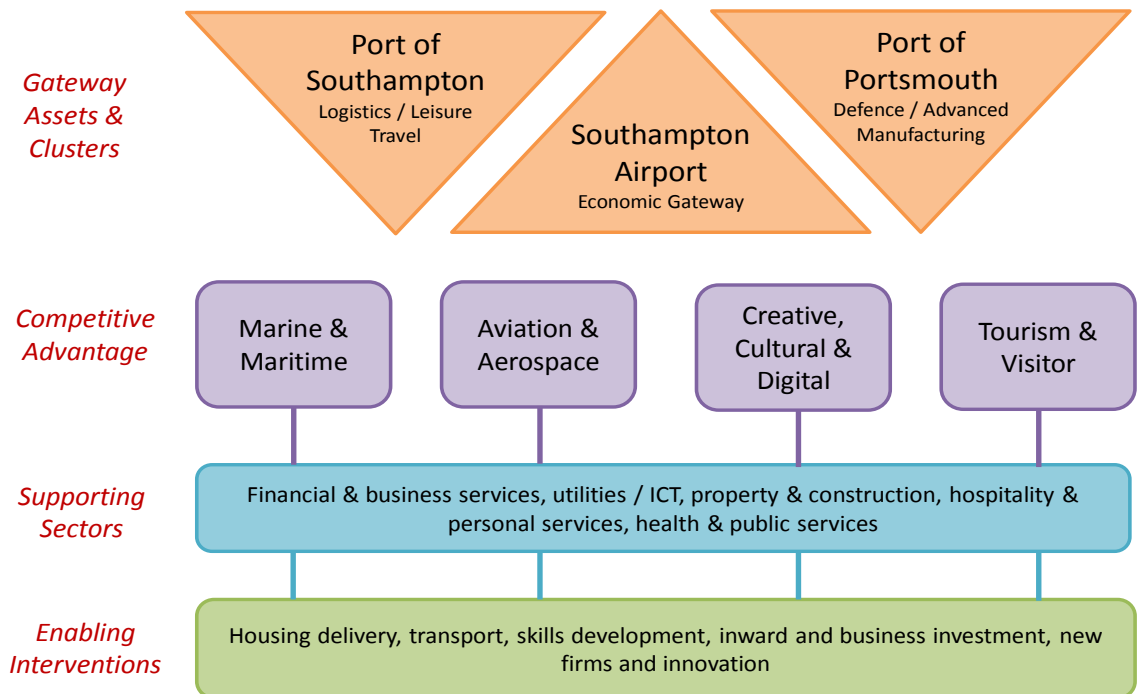 Gateway
Assets &
Clusters
Port of
Southampton
Logistics / Leisure
Travel
Southampton
Airport
Economic Gateway
Port of
Portsmouth
Defence / Advanced
Manufacturing
Competitive
Advantage
Marine &
Maritime
Aviation &
Aerospace
Creative,
Cultural &
Digital
Tourism &
Visitor
Supporting
Sectors
Financial & business services, utilities / ICT, property & construction, hospitality &
personal services, health & public services
Enabling
Interventions
Housing delivery, transport, skills development, inward and business investment, new
firms and innovation